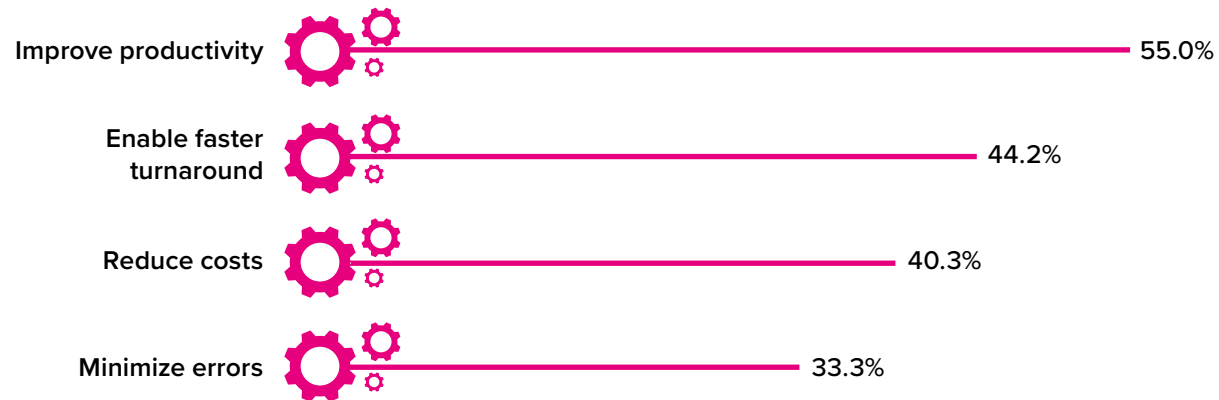 Improve productivity
55.0%
Enable faster
turnaround
44.2%
Reduce costs
40.3%
Minimize errors
33.3%